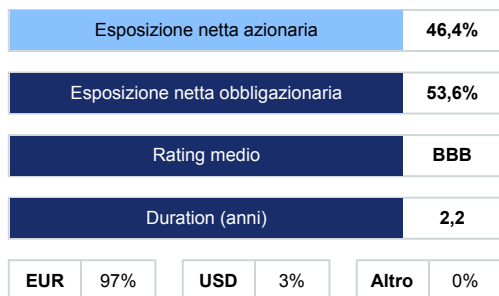 Esposizione netta azionaria 46,4%
Esposizione netta obbligazionaria 53,6%
Rating medio BBB
Duration (anni) 2,2
EUR 97% USD 3% Altro 0%